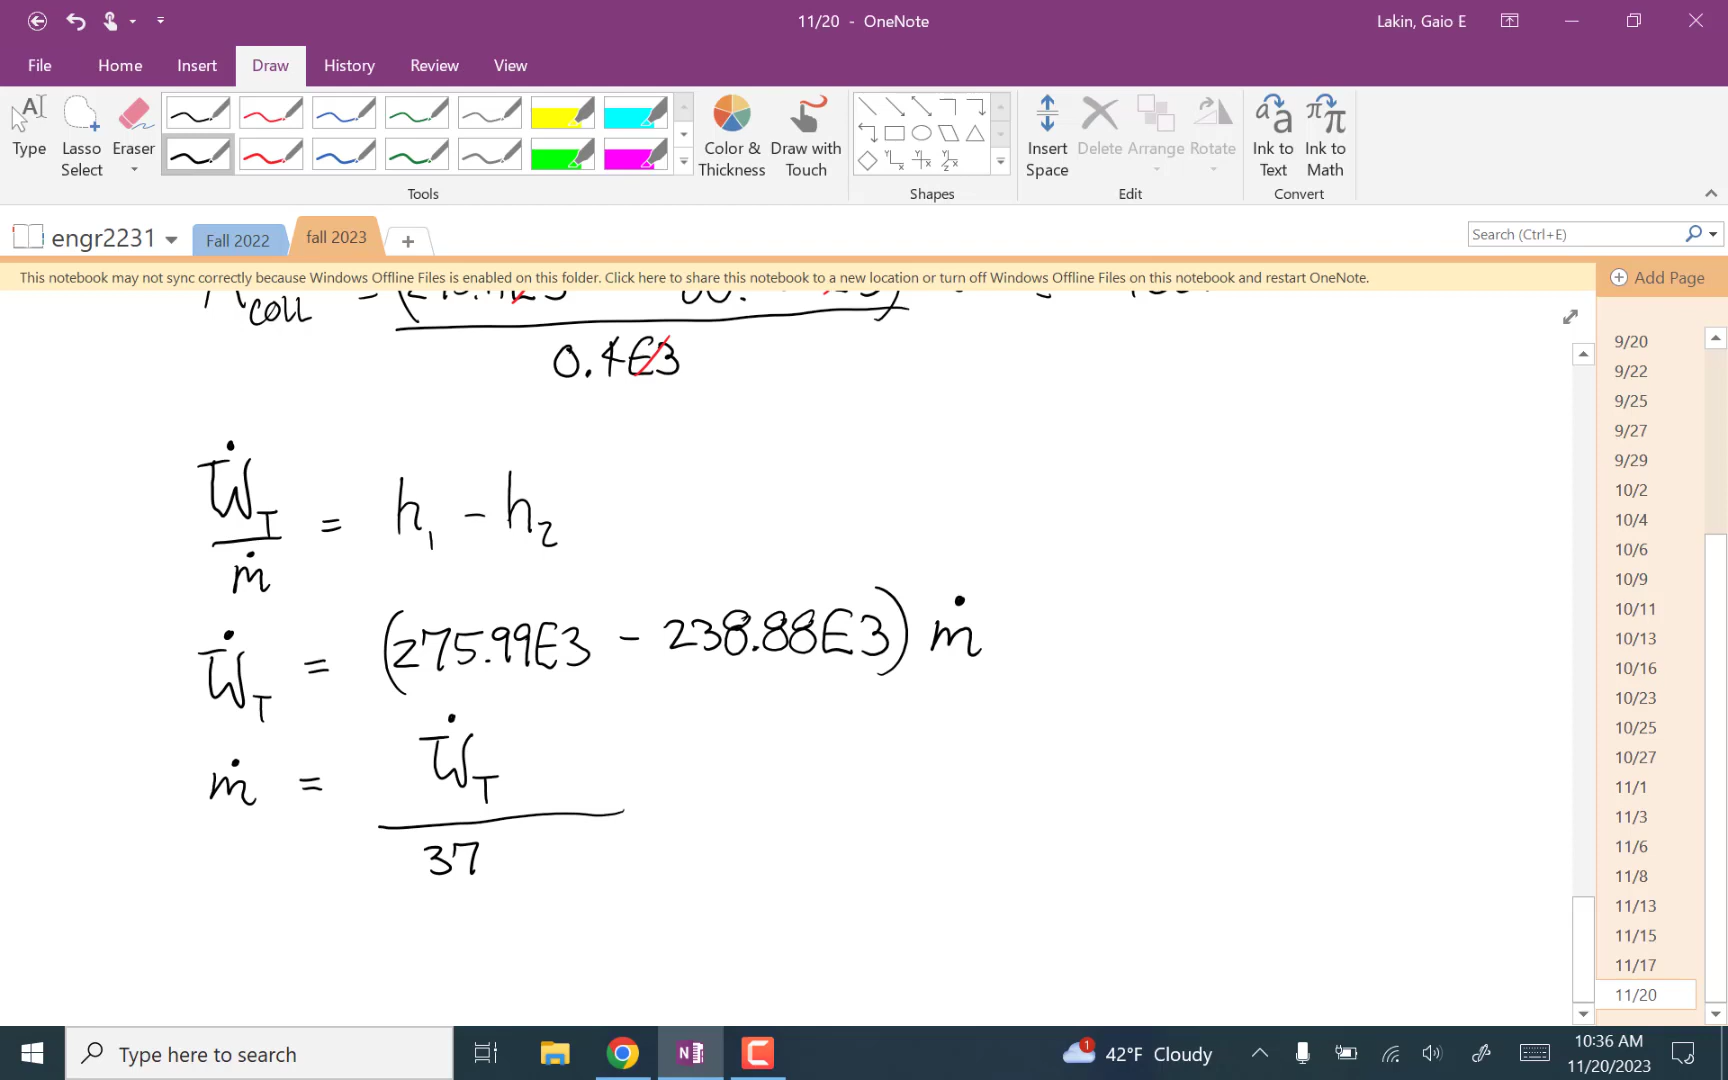 11/20 - OneNote
Lakin, Gaio E
File Home Insert Draw History Review View
Type
Lasso Select
Eraser
Color & Thickness
Draw with Touch
Insert Space
Delete
Arrange
Rotate
Ink to Text
Ink to Math
Tools
Shapes
Edit
Convert
engr2231
Fall 2022
fall 2023
Search (Ctrl+E)
This notebook may not sync correctly because Windows Offline Files is enabled on this folder. Click here to share this notebook to a new location or turn off Windows Offline Files on this notebook and restart OneNote.
Add Page
9/20
9/22
9/25
9/27
9/29
10/2
10/4
10/6
10/9
10/11
10/13
10/16
10/23
10/25
10/27
11/1
11/3
11/6
11/8
11/13
11/15
11/17
11/20
coll =
0.4E3
Ẇ_T / ṁ = h₁ - h₂
Ẇ_T = (275.99E3 - 238.88E3) ṁ
ṁ = Ẇ_T / 37
Type here to search
1
42°F Cloudy
10:36 AM
11/20/2023